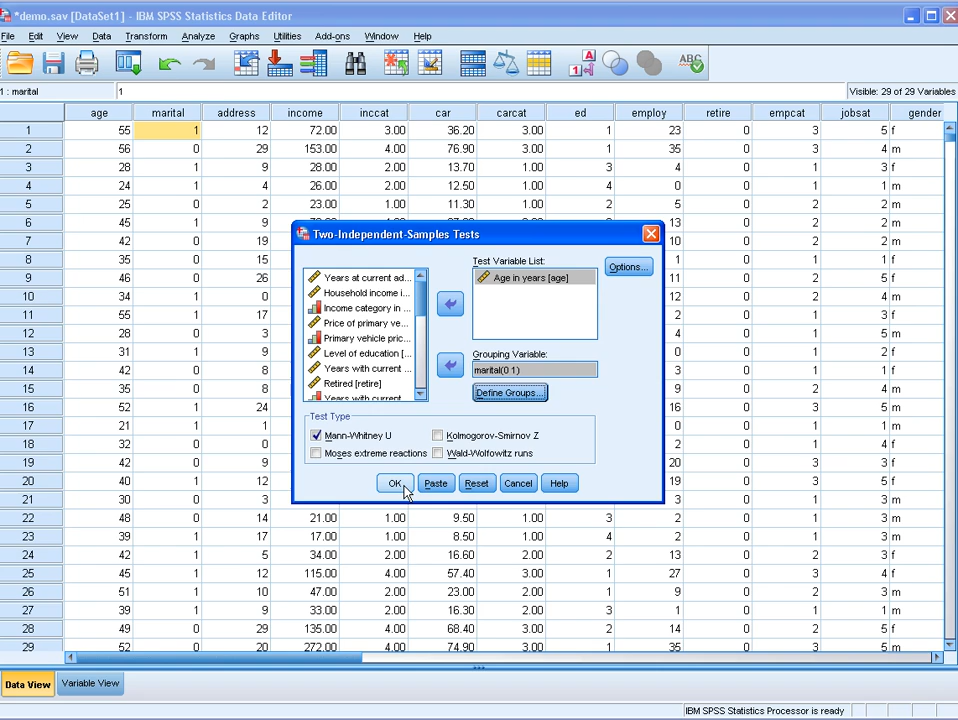 *demo.sav [DataSet1] - IBM SPSS Statistics Data Editor
File Edit View Data Transform Analyze Graphs Utilities Add-ons Window Help
1 : marital 1 Visible: 29 of 29 Variables
age marital address income inccat car carcat ed employ retire empcat jobsat gender
1 55 1 12 72.00 3.00 36.20 3.00 1 23 0 3 5 f
2 56 0 29 153.00 4.00 76.90 3.00 1 35 0 3 4 m
3 28 1 9 28.00 2.00 13.70 1.00 3 4 0 1 3 f
4 24 1 4 26.00 2.00 12.50 1.00 4 0 0 1 1 m
5 25 0 2 23.00 1.00 11.30 1.00 2 5 0 2 2 m
6 45 1 9 13 0 2 2 m
7 42 0 19 10 0 2 2 m
8 35 0 15 1 0 1 1 f
9 46 0 26 11 0 2 5 f
10 34 1 0 12 0 2 4 m
11 55 1 17 2 0 1 3 f
12 28 0 3 4 0 1 5 m
13 31 1 9 0 0 1 2 f
14 42 0 8 3 0 1 1 f
15 35 0 8 9 0 2 4 m
16 52 1 24 16 0 3 5 m
17 21 1 1 0 0 1 1 m
18 32 0 0 2 0 1 4 f
19 42 0 9 20 0 3 3 f
20 40 1 12 3 0 3 5 f
21 30 0 3 3 0 1 3 m
22 48 0 14 21.00 1.00 9.50 1.00 3 2 0 1 3 m
23 39 1 17 17.00 1.00 8.50 1.00 4 2 0 1 3 m
24 42 1 5 34.00 2.00 16.60 2.00 2 13 0 2 3 f
25 45 1 12 115.00 4.00 57.40 3.00 1 27 0 3 4 f
26 51 1 10 47.00 2.00 23.00 2.00 1 9 0 2 3 m
27 39 1 9 33.00 2.00 16.30 2.00 3 1 0 1 1 m
28 49 0 29 135.00 4.00 68.40 3.00 2 14 0 2 5 f
29 52 0 20 272.00 4.00 74.90 3.00 1 35 0 3 5 m
Two-Independent-Samples Tests
Test Variable List:
Options...
Years at current ad...
Household income i...
Income category in ...
Price of primary ve...
Primary vehicle pric...
Level of education [...
Years with current ...
Retired [retire]
Years with current
Age in years [age]
Grouping Variable:
marital(0 1)
Define Groups...
Test Type
Mann-Whitney U Kolmogorov-Smirnov Z
Moses extreme reactions Wald-Wolfowitz runs
OK Paste Reset Cancel Help
Data View Variable View
IBM SPSS Statistics Processor is ready